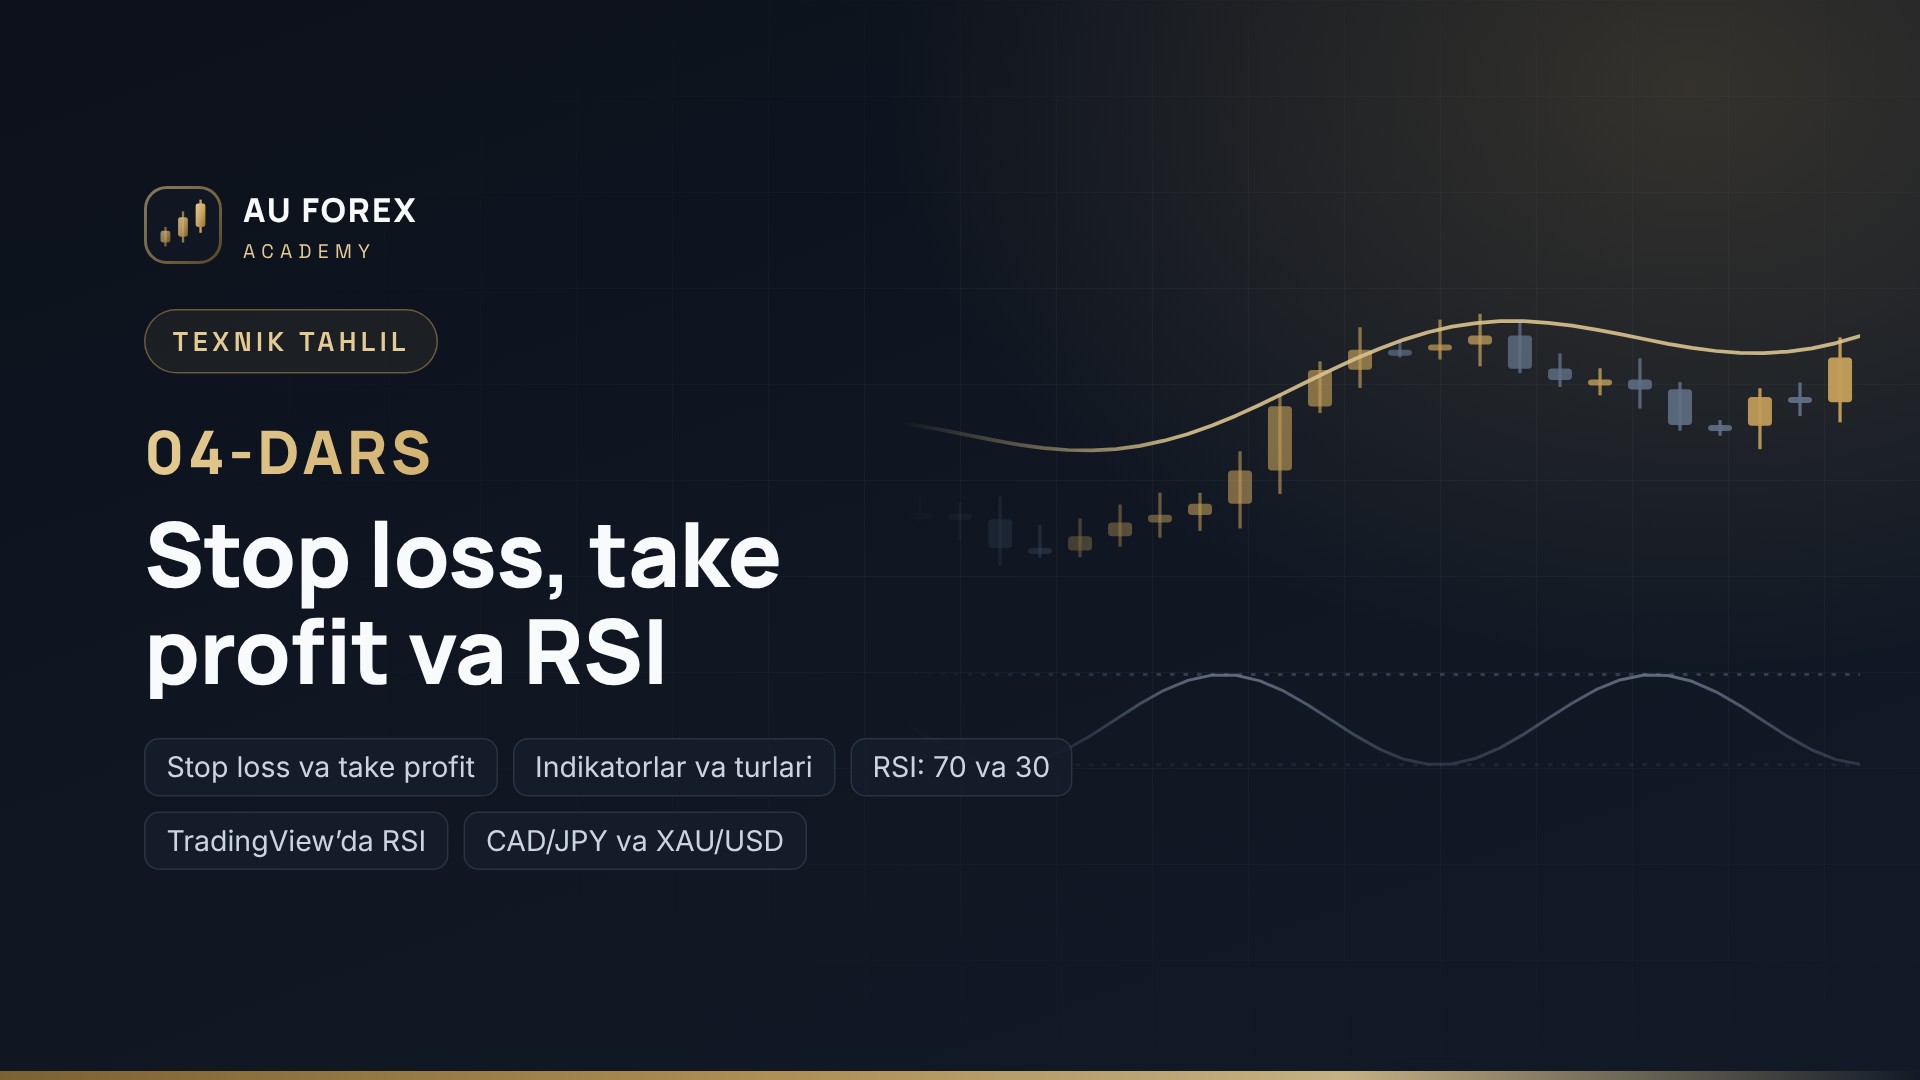 AU FOREX
ACADEMY
TEXNIK TAHLIL
04-DARS
Stop loss, take
profit va RSI
Stop loss va take profit
Indikatorlar va turlari
RSI: 70 va 30
TradingView’da RSI
CAD/JPY va XAU/USD